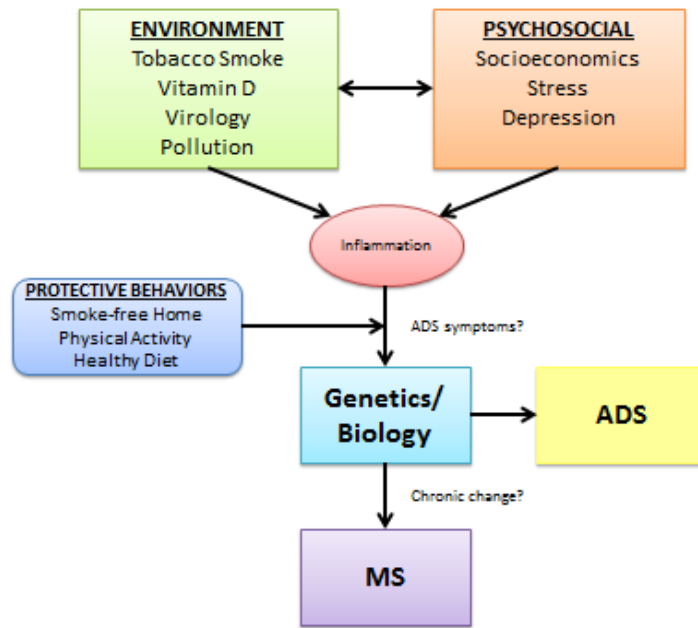 ENVIRONMENT
Tobacco Smoke
Vitamin D
Virology
Pollution
PSYCHOSOCIAL
Socioeconomics
Stress
Depression
Inflammation
PROTECTIVE BEHAVIORS
Smoke-free Home
Physical Activity
Healthy Diet
ADS symptoms?
Genetics/
Biology
ADS
Chronic change?
MS